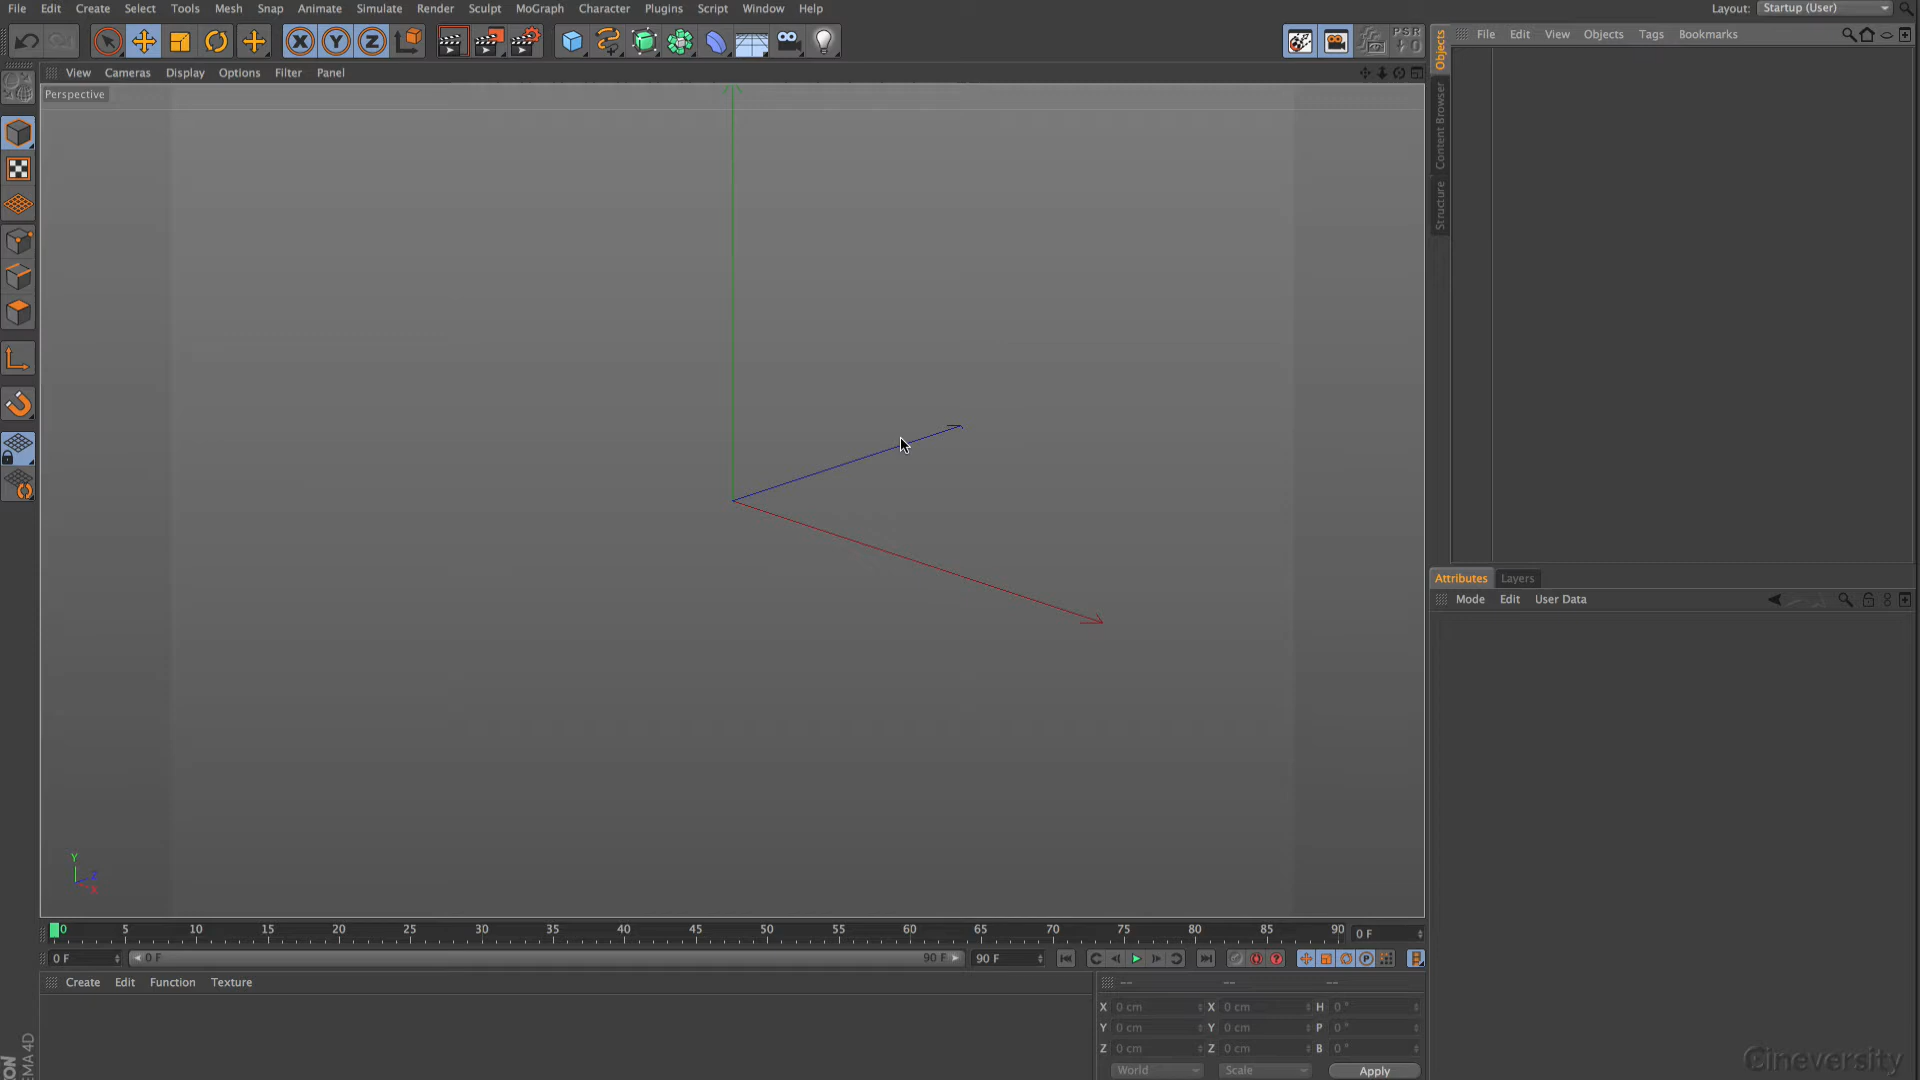 File Edit Create Select Tools Mesh Snap Animate Simulate Render Sculpt MoGraph Character Plugins Script Window Help Layout: Startup (User)
X Y Z PSR 0
Objects
Content Browser
Structure
File Edit View Objects Tags Bookmarks
View Cameras Display Options Filter Panel
Perspective
Attributes Layers
Mode Edit User Data
Y
Z
X
0 5 10 15 20 25 30 35 40 45 50 55 60 65 70 75 80 85 90 0 F
0 F 0 F 90 F 90 F
Create Edit Function Texture
-- -- --
X 0 cm X 0 cm H 0 °
Y 0 cm Y 0 cm P 0 °
Z 0 cm Z 0 cm B 0 °
World Scale Apply
EMA 4D
Cineversity